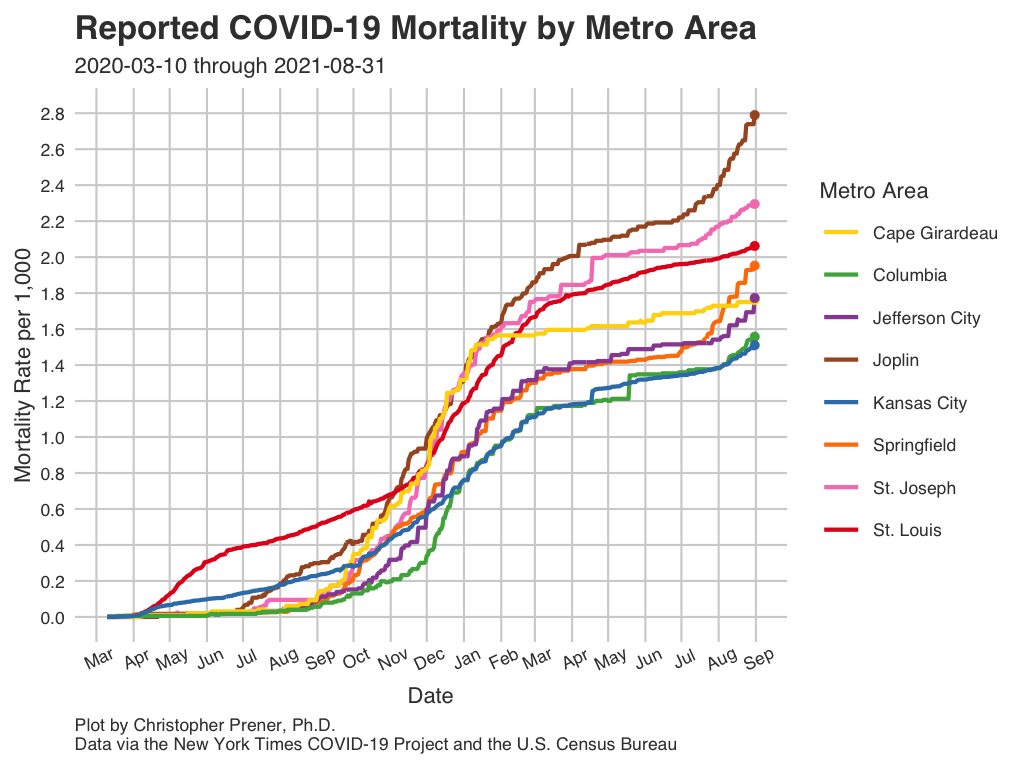 Reported COVID-19 Mortality by Metro Area
2020-03-10 through 2021-08-31
Mortality Rate per 1,000
2.8
2.6
2.4
2.2
2.0
1.8
1.6
1.4
1.2
1.0
0.8
0.6
0.4
0.2
0.0
Mar Apr May Jun Jul Aug Sep Oct Nov Dec Jan Feb Mar Apr May Jun Jul Aug Sep
Date
Metro Area
Cape Girardeau
Columbia
Jefferson City
Joplin
Kansas City
Springfield
St. Joseph
St. Louis
Plot by Christopher Prener, Ph.D.
Data via the New York Times COVID-19 Project and the U.S. Census Bureau